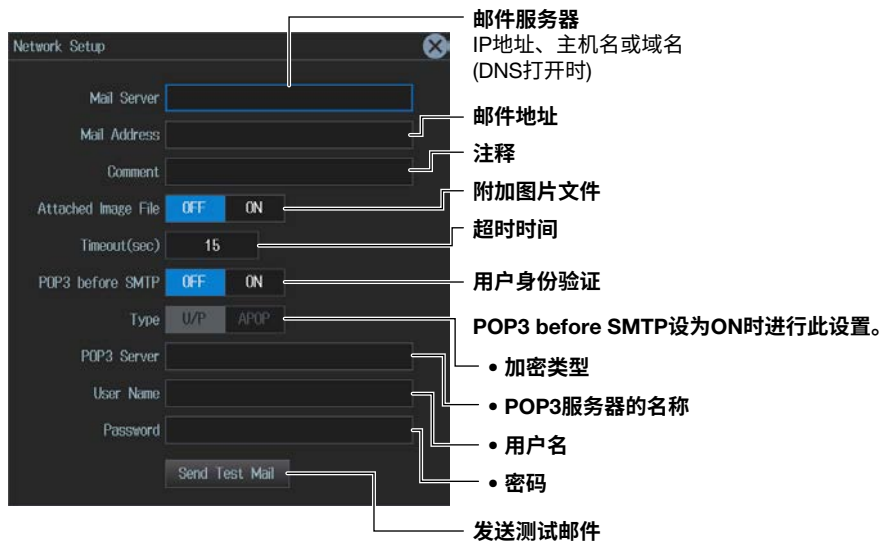 邮件服务器
IP地址、主机名或域名
(DNS打开时)
Network Setup
Mail Server
Mail Address
邮件地址
Comment
注释
Attached Image File OFF ON
附加图片文件
Timeout(sec) 15
超时时间
POP3 before SMTP OFF ON
用户身份验证
Type U/P APOP
POP3 before SMTP设为ON时进行此设置。
• 加密类型
POP3 Server
• POP3服务器的名称
User Name
• 用户名
Password
• 密码
Send Test Mail
发送测试邮件